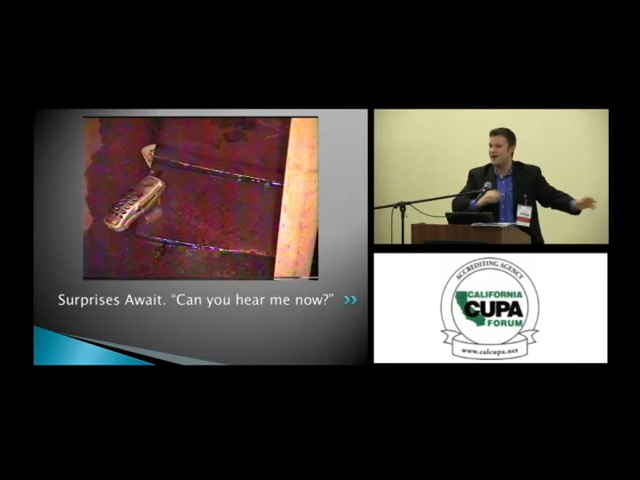 Surprises Await. “Can you hear me now?”
ACCREDITING AGENCY
CALIFORNIA
CUPA
FORUM
www.calcupa.net